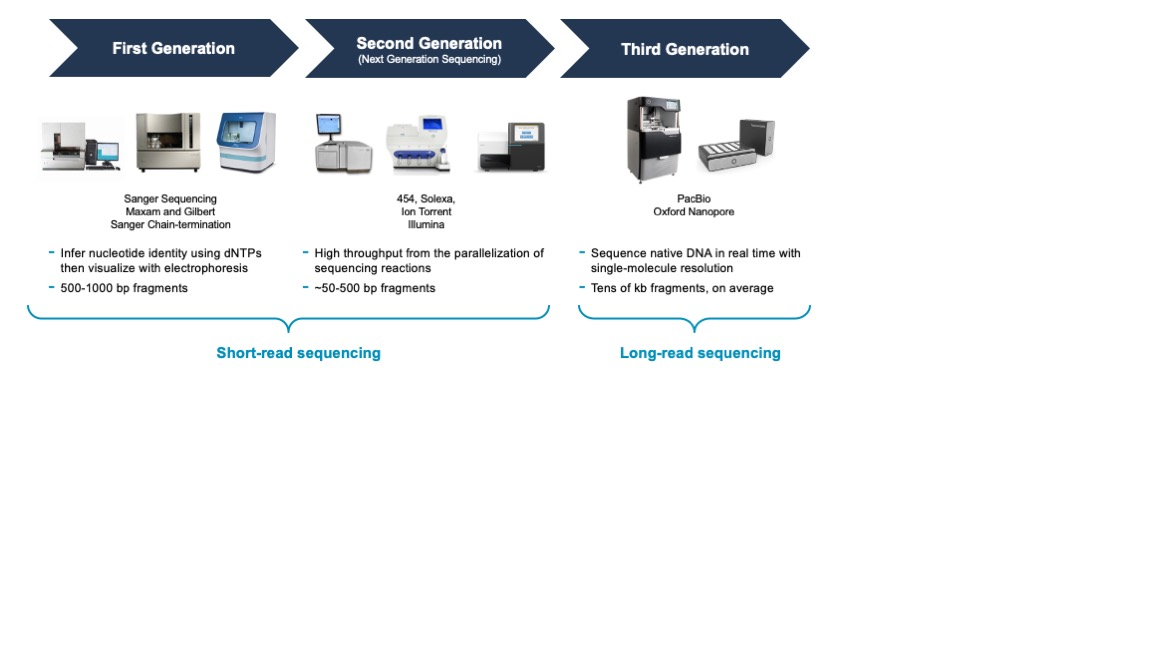 First Generation
Second Generation
(Next Generation Sequencing)
Third Generation
Sanger Sequencing
Maxam and Gilbert
Sanger Chain-termination
454, Solexa,
Ion Torrent
Illumina
PacBio
Oxford Nanopore
- Infer nucleotide identity using dNTPs
then visualize with electrophoresis
- 500-1000 bp fragments
- High throughput from the parallelization of
sequencing reactions
- ~50-500 bp fragments
- Sequence native DNA in real time with
single-molecule resolution
- Tens of kb fragments, on average
Short-read sequencing
Long-read sequencing